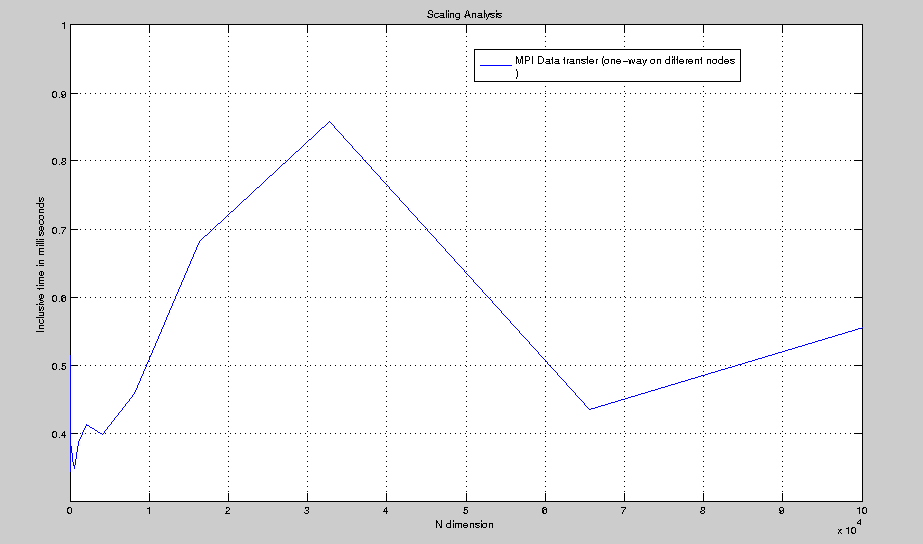 Scaling Analysis
1
MPI Data transfer (one-way on different nodes
)
0.9
0.8
0.7
0.6
0.5
0.4
Inclusive time in milliseconds
0 1 2 3 4 5 6 7 8 9 10
N dimension
x 10^4